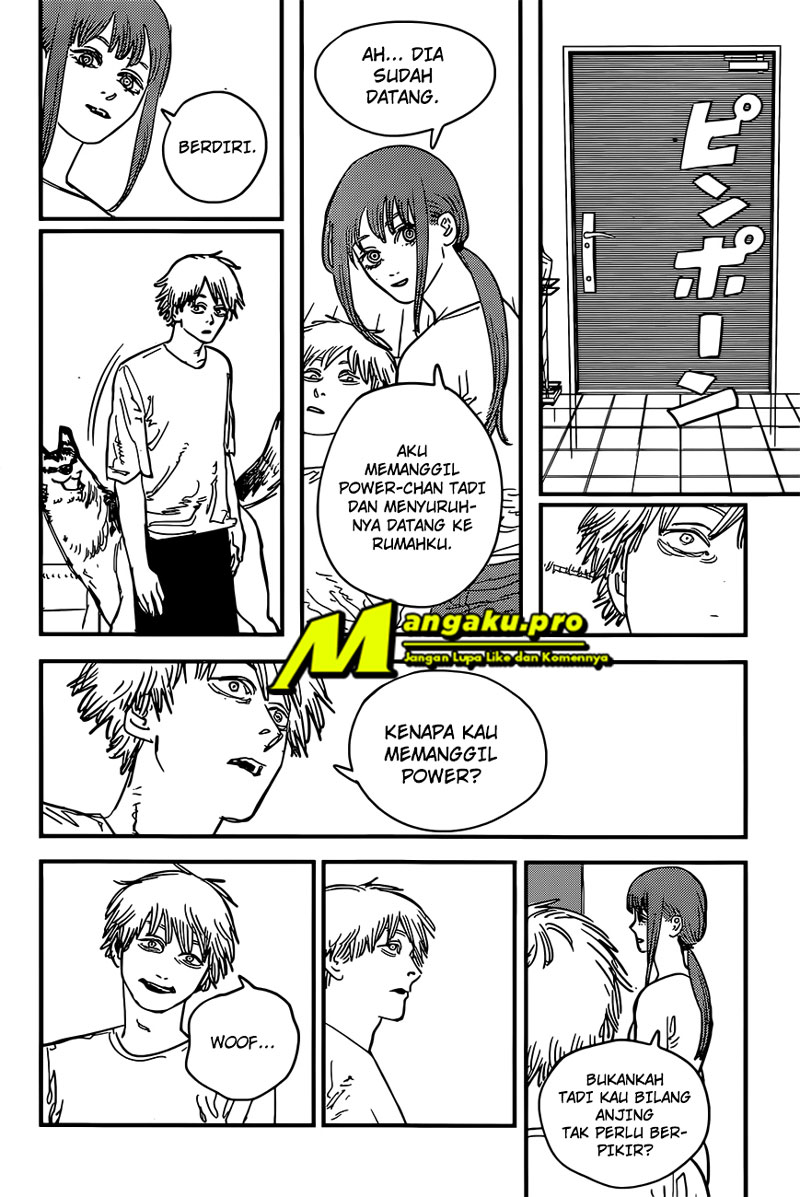 BERDIRI.
AH... DIA
SUDAH
DATANG.
AKU
MEMANGGIL
POWER-CHAN TADI
DAN MENYURUH-
NYA DATANG KE
RUMAHKU.
ピンポーン
Mangaku.pro
Jangan Lupa Like dan Komennya
KENAPA KAU
MEMANGGIL
POWER?
WOOF...
BUKANKAH
TADI KAU BILANG
ANJING
TAK PERLU BER-
PIKIR?